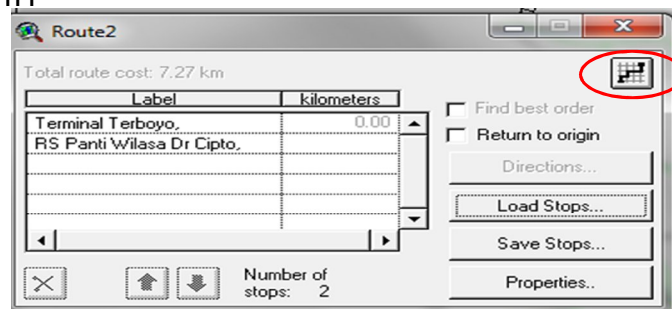 Route2
Total route cost: 7.27 km
Label kilometers
Terminal Terboyo, 0.00
RS Panti Wilasa Dr Cipto,
Find best order
Return to origin
Directions...
Load Stops...
Save Stops...
Properties..
Number of
stops: 2